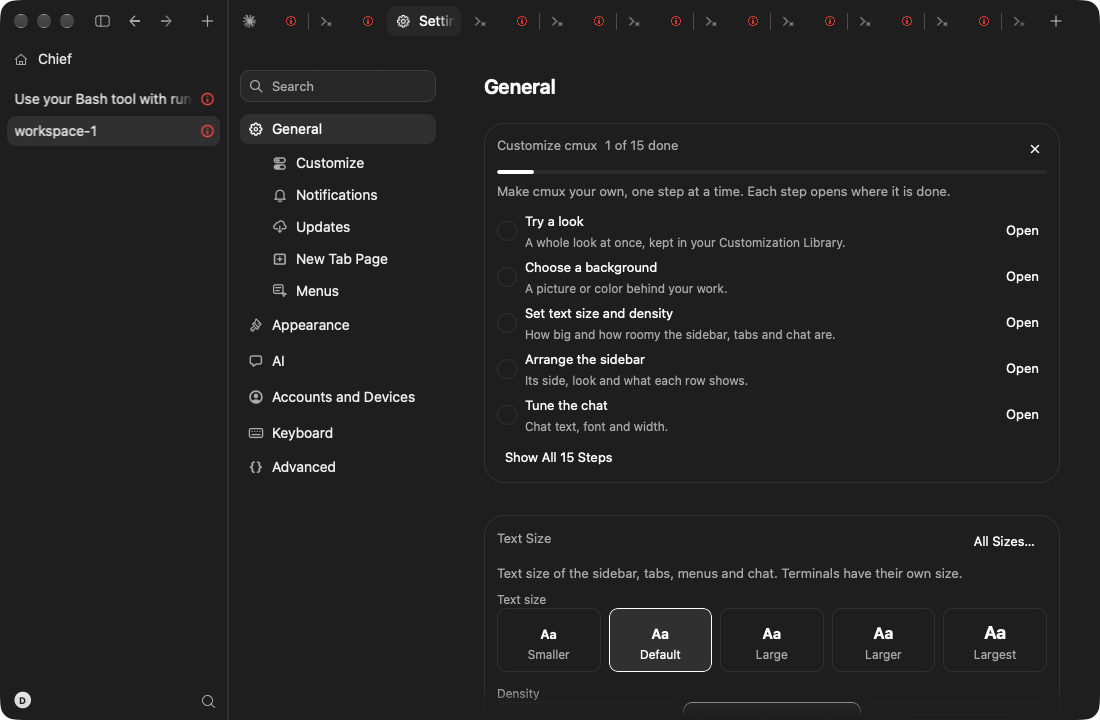 Settin
Chief
Use your Bash tool with run
workspace-1
D
Search
General
Customize
Notifications
Updates
New Tab Page
Menus
Appearance
AI
Accounts and Devices
Keyboard
Advanced
General
Customize cmux 1 of 15 done
Make cmux your own, one step at a time. Each step opens where it is done.
Try a look
A whole look at once, kept in your Customization Library.
Open
Choose a background
A picture or color behind your work.
Open
Set text size and density
How big and how roomy the sidebar, tabs and chat are.
Open
Arrange the sidebar
Its side, look and what each row shows.
Open
Tune the chat
Chat text, font and width.
Open
Show All 15 Steps
Text Size
All Sizes...
Text size of the sidebar, tabs, menus and chat. Terminals have their own size.
Text size
Aa
Smaller
Aa
Default
Aa
Large
Aa
Larger
Aa
Largest
Density